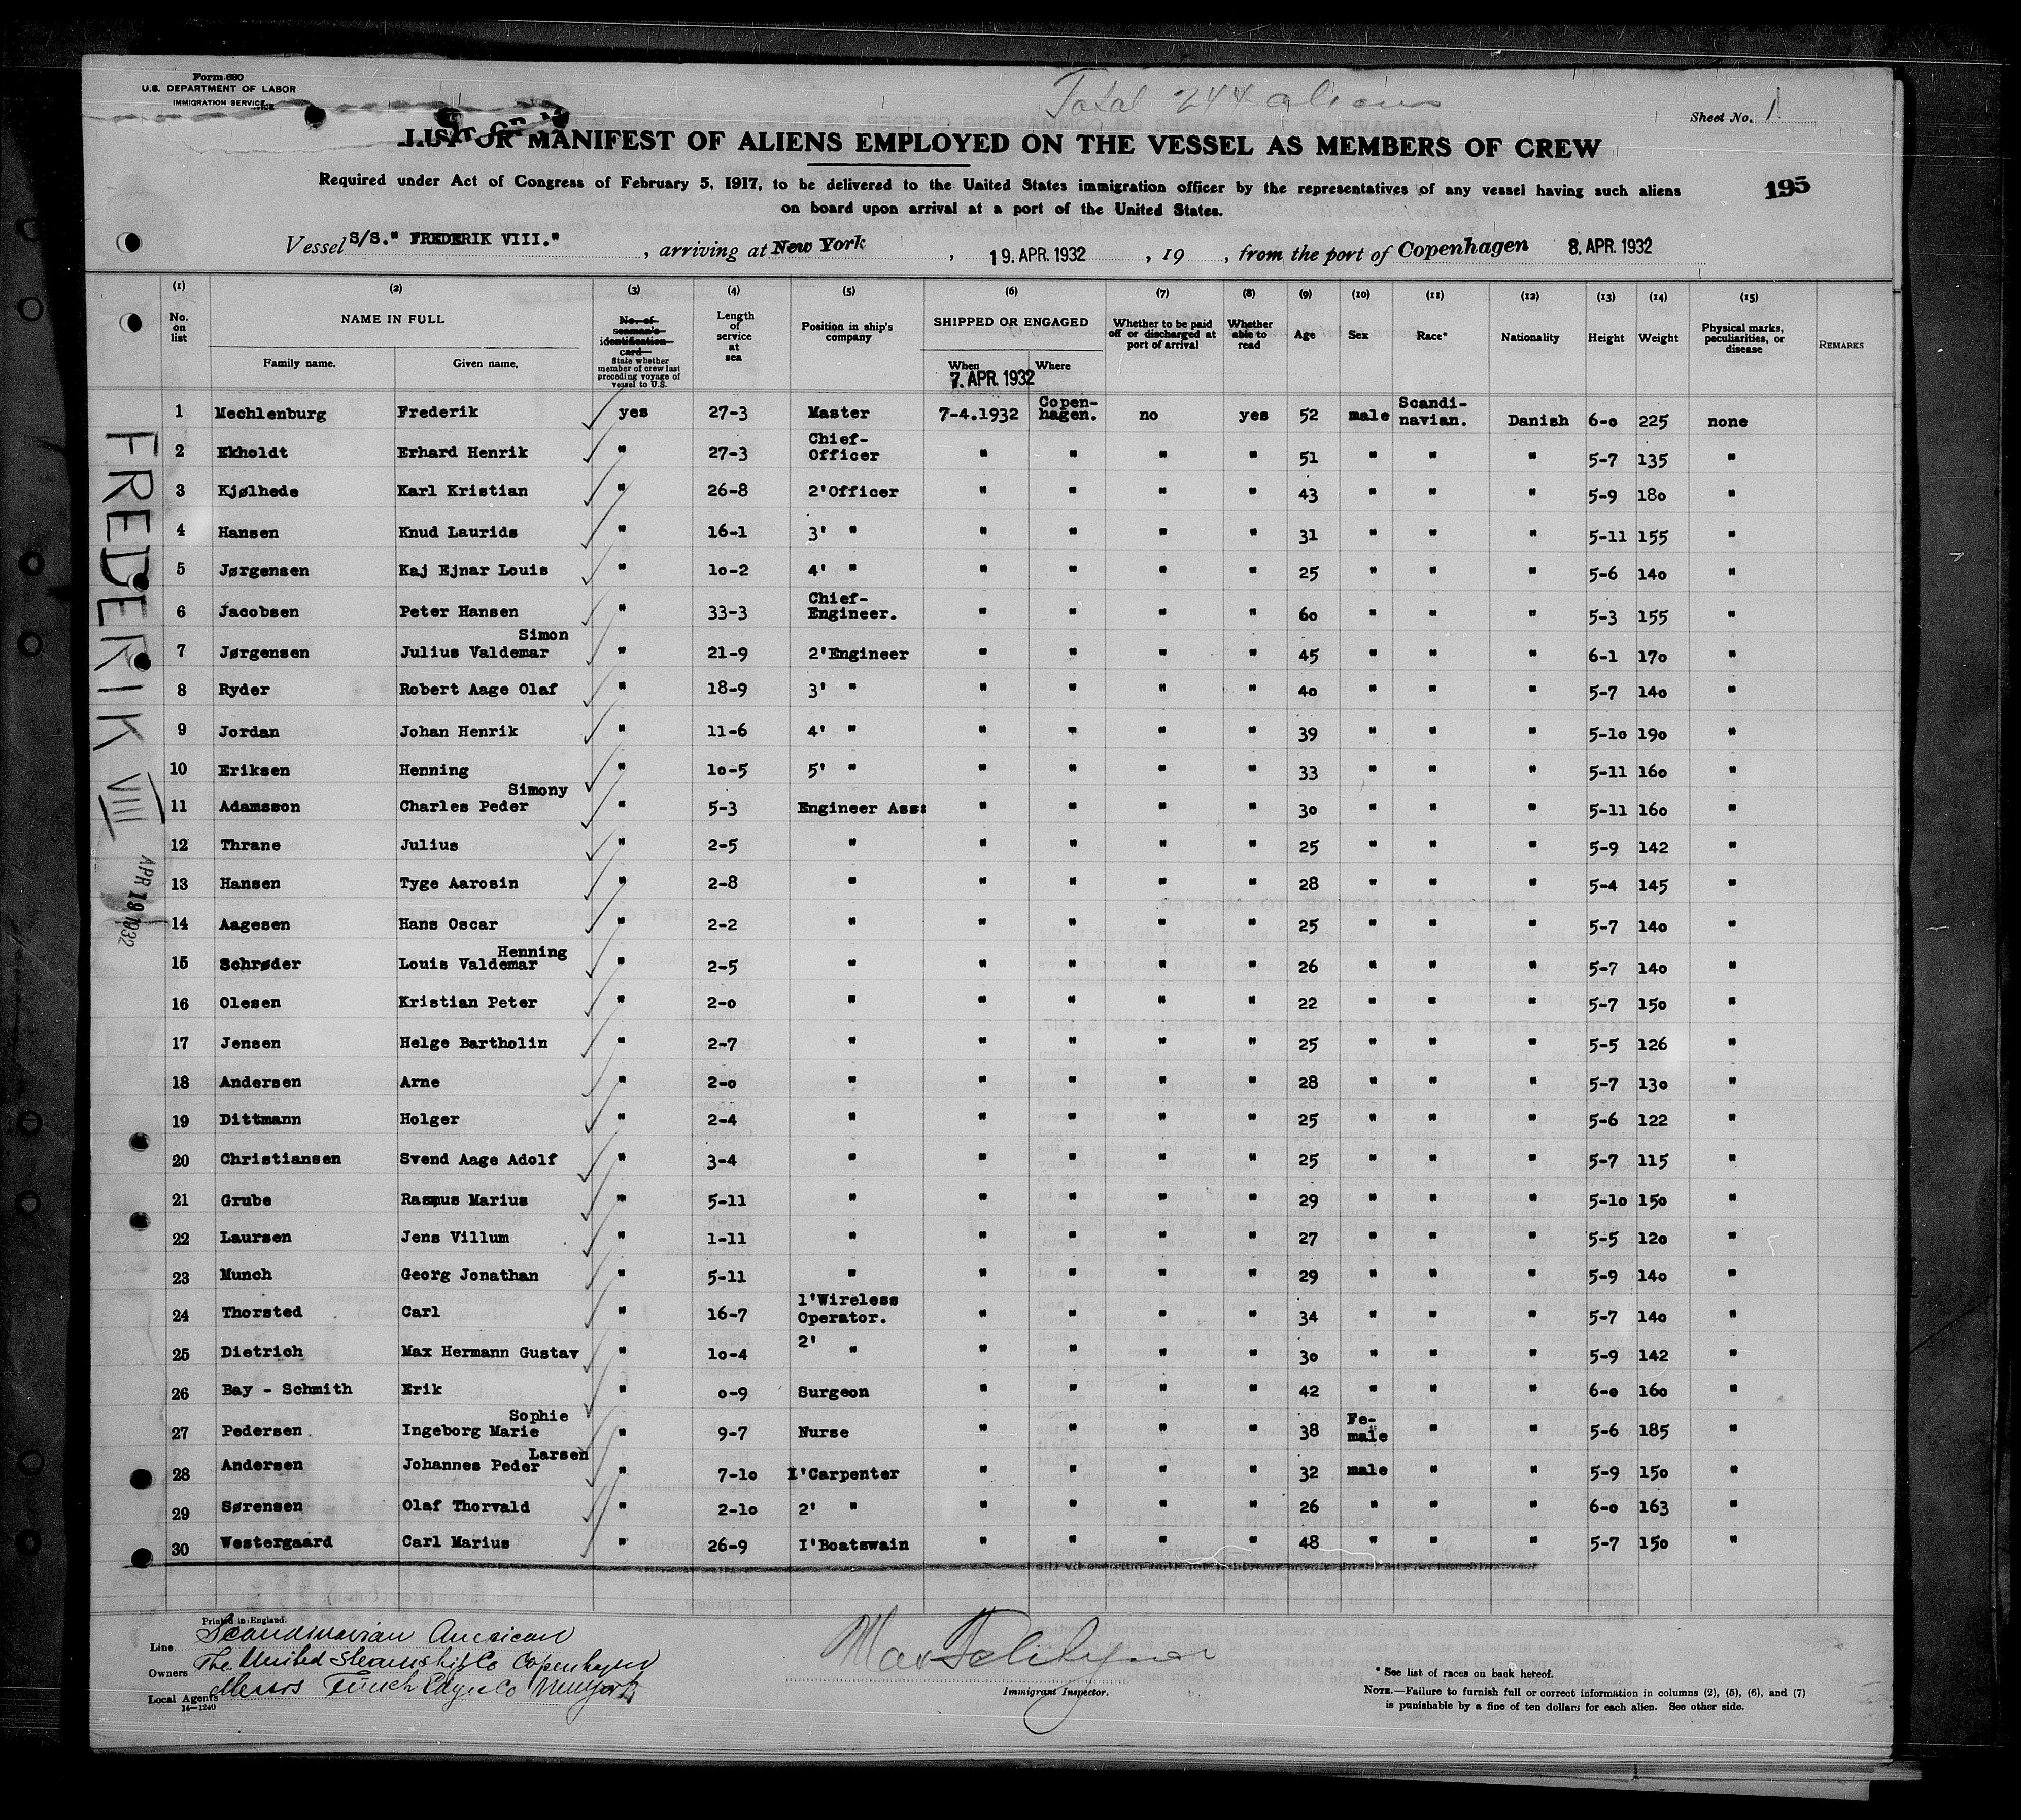 Form 680
U.S. DEPARTMENT OF LABOR
IMMIGRATION SERVICE
Total 244 aliens
Sheet No. 1
LIST OR MANIFEST OF ALIENS EMPLOYED ON THE VESSEL AS MEMBERS OF CREW
Required under Act of Congress of February 5, 1917, to be delivered to the United States immigration officer by the representatives of any vessel having such aliens
on board upon arrival at a port of the United States.
195
Vessel S/S." FREDERIK VIII." , arriving at New York , 19. APR. 1932 , 19 , from the port of Copenhagen 8. APR. 1932
(1) (2) (3) (4) (5) (6) (7) (8) (9) (10) (11) (12) (13) (14) (15)
No. on list NAME IN FULL Family name. Given name. No. of seaman's identification card State whether member of crew last preceding voyage of vessel to U.S. Length of service at sea Position in ship's company SHIPPED OR ENGAGED When Where Whether to be paid off or discharged at port of arrival Whether able to read Age Sex Race* Nationality Height Weight Physical marks, peculiarities, or disease REMARKS
7. APR. 1932
1 Mechlenburg Frederik yes 27-3 Master 7-4.1932 Copen-hagen. no yes 52 male Scandi-navian. Danish 6-0 225 none
2 Ekholdt Erhard Henrik " 27-3 Chief-Officer " " " " 51 " " " 5-7 135 "
3 Kjølhede Karl Kristian " 26-8 2'Officer " " " " 43 " " " 5-9 180 "
4 Hansen Knud Laurids " 16-1 3' " " " " " 31 " " " 5-11 155 "
5 Jørgensen Kaj Ejnar Louis " 10-2 4' " " " " " 25 " " " 5-6 140 "
6 Jacobsen Peter Hansen " 33-3 Chief-Engineer. " " " " 60 " " " 5-3 155 "
7 Jørgensen Julius Valdemar Simon " 21-9 2'Engineer " " " " 45 " " " 6-1 170 "
8 Ryder Robert Aage Olaf " 18-9 3' " " " " " 40 " " " 5-7 140 "
9 Jordan Johan Henrik " 11-6 4' " " " " " 39 " " " 5-10 190 "
10 Eriksen Henning " 10-5 5' " " " " " 33 " " " 5-11 160 "
11 Adamsson Charles Peder Simony " 5-3 Engineer Ass: " " " " 30 " " " 5-11 160 "
12 Thrane Julius " 2-5 " " " " " 25 " " " 5-9 142 "
13 Hansen Tyge Aarosin " 2-8 " " " " " 28 " " " 5-4 145 "
14 Aagesen Hans Oscar " 2-2 " " " " " 25 " " " 5-7 140 "
15 Schrøder Louis Valdemar Henning " 2-5 " " " " " 26 " " " 5-7 140 "
16 Olesen Kristian Peter " 2-0 " " " " " 22 " " " 5-7 150 "
17 Jensen Helge Bartholin " 2-7 " " " " " 25 " " " 5-5 126 "
18 Andersen Arne " 2-0 " " " " " 28 " " " 5-7 130 "
19 Dittmann Holger " 2-4 " " " " " 25 " " " 5-6 122 "
20 Christiansen Svend Aage Adolf " 3-4 " " " " " 25 " " " 5-7 115 "
21 Grube Rasmus Marius " 5-11 " " " " " 29 " " " 5-10 150 "
22 Laursen Jens Villum " 1-11 " " " " " 27 " " " 5-5 120 "
23 Munch Georg Jonathan " 5-11 " " " " " 29 " " " 5-9 140 "
24 Thorsted Carl " 16-7 1'Wireless Operator. " " " " 34 " " " 5-7 140 "
25 Dietrich Max Hermann Gustav " 10-4 2' " " " " " 30 " " " 5-9 142 "
26 Bay - Schmith Erik " 0-9 Surgeon " " " " 42 " " " 6-0 160 "
27 Pedersen Ingeborg Marie Sophie " 9-7 Nurse " " " " 38 Fe-male " " 5-6 185 "
28 Andersen Johannes Peder Larsen " 7-10 I'Carpenter " " " " 32 male " " 5-9 150 "
29 Sørensen Olaf Thorvald " 2-10 2' " " " " " 26 " " " 6-0 163 "
30 Westergaard Carl Marius " 26-9 I'Boatswain " " " " 48 " " " 5-7 150 "
FREDERIK VIII
APR 19 1932
Printed in England.
Line Scandinavian American
Owners The United Steamship Co Copenhagen
Local Agents Messrs Funch Edye Co New York
14-1240
Immigrant Inspector.
* See list of races on back hereof.
NOTE.—Failure to furnish full or correct information in columns (2), (5), (6), and (7)
is punishable by a fine of ten dollars for each alien. See other side.